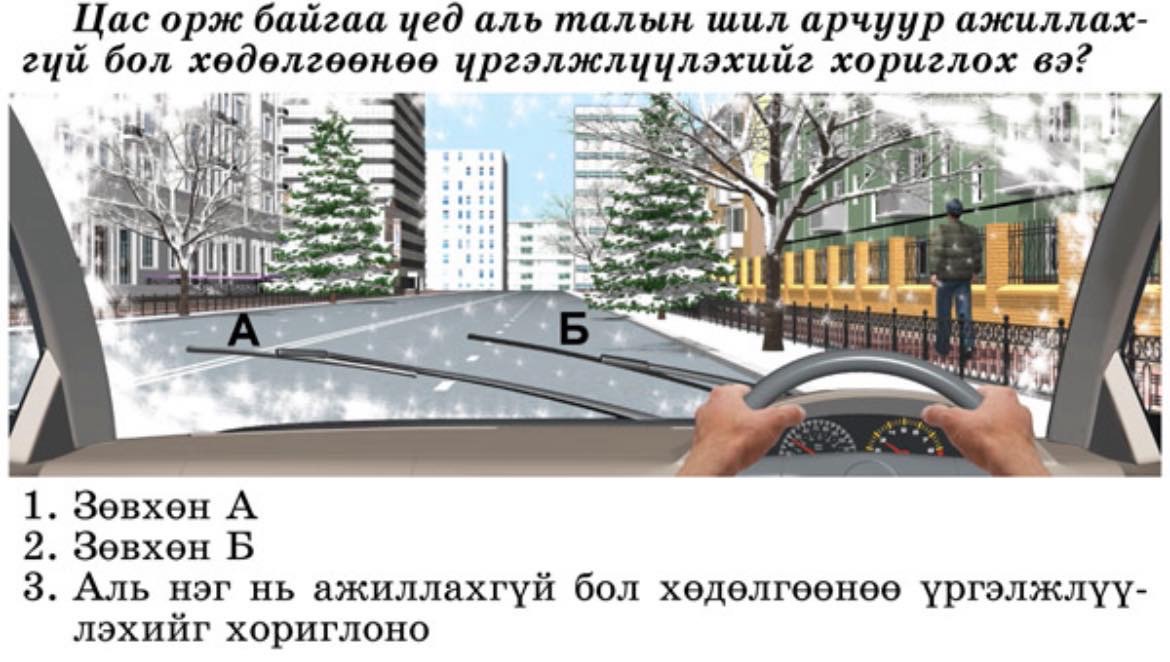 Цас орж байгаа үед аль талын шил арчуур ажиллах-
гүй бол хөдөлгөөнөө үргэлжлүүлэхийг хориглох вэ?
А Б
1. Зөвхөн А
2. Зөвхөн Б
3. Аль нэг нь ажиллахгүй бол хөдөлгөөнөө үргэлжлүү-
лэхийг хориглоно